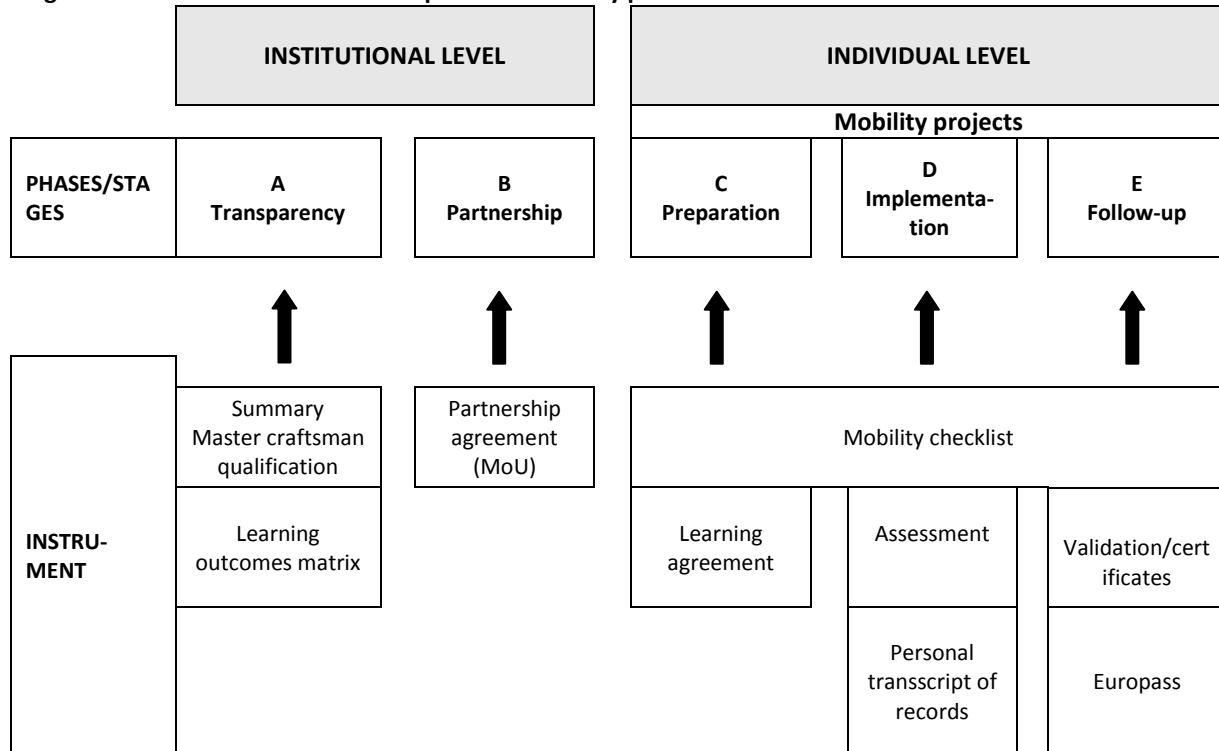 INSTITUTIONAL LEVEL
INDIVIDUAL LEVEL
Mobility projects
PHASES/STA
GES
A
Transparency
B
Partnership
C
Preparation
D
Implementa-
tion
E
Follow-up
INSTRU-
MENT
Summary
Master craftsman
qualification
Partnership
agreement
(MoU)
Mobility checklist
Learning
outcomes matrix
Learning
agreement
Assessment
Validation/cert
ificates
Personal
transscript of
records
Europass